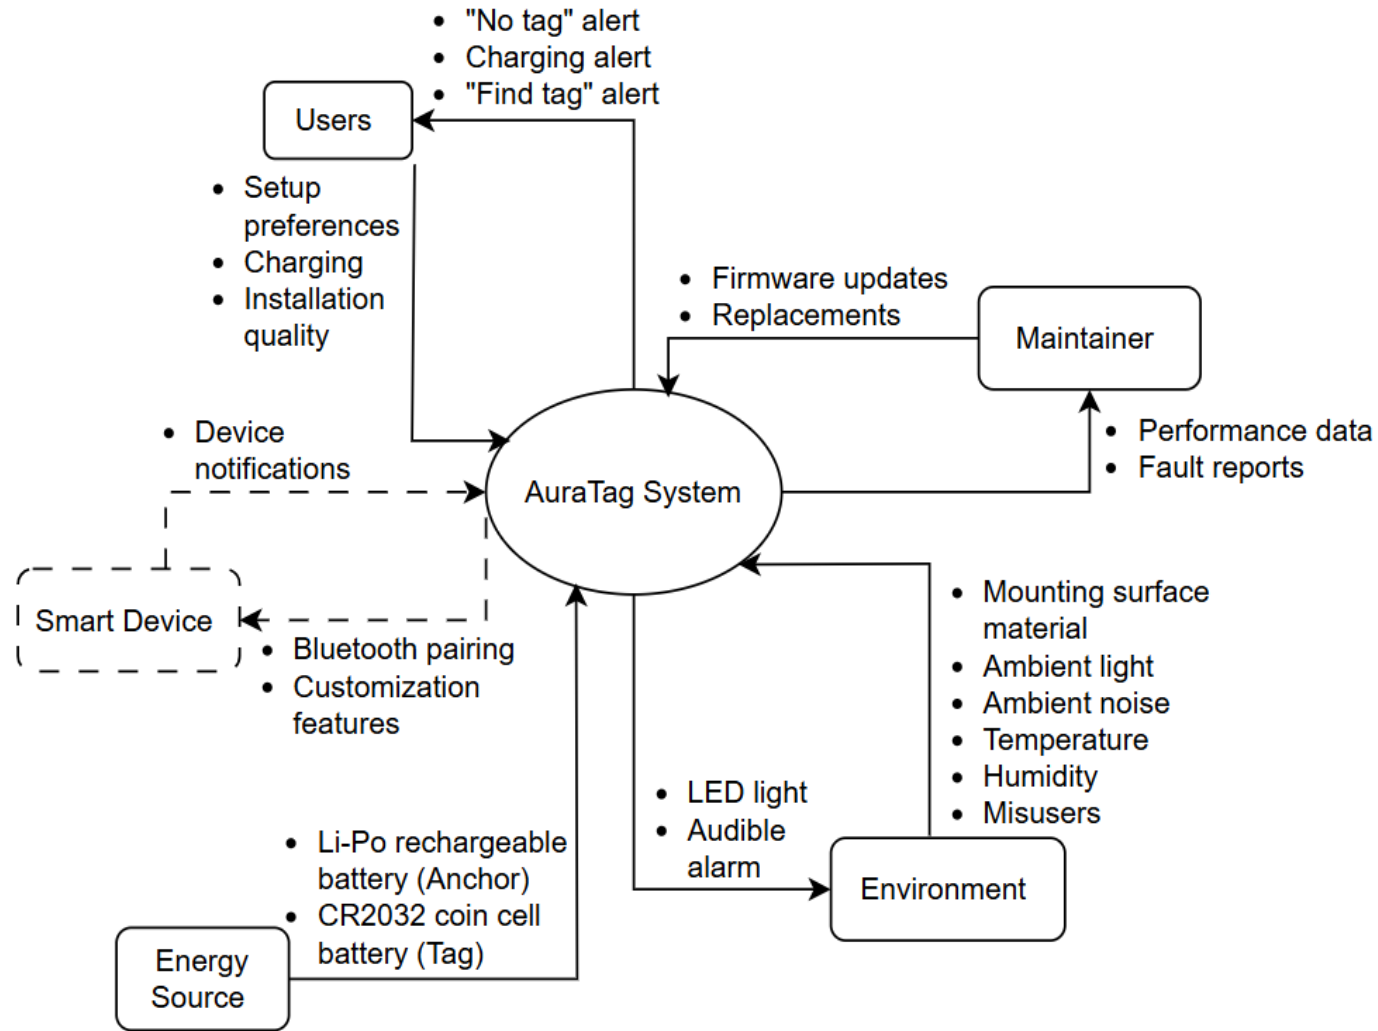 "No tag" alert
Charging alert
"Find tag" alert
Users
Setup
preferences
Charging
Installation
quality
Firmware updates
Replacements
Maintainer
Performance data
Fault reports
Device
notifications
AuraTag System
Smart Device
Bluetooth pairing
Customization
features
Mounting surface
material
Ambient light
Ambient noise
Temperature
Humidity
Misusers
LED light
Audible
alarm
Environment
Li-Po rechargeable
battery (Anchor)
CR2032 coin cell
battery (Tag)
Energy
Source